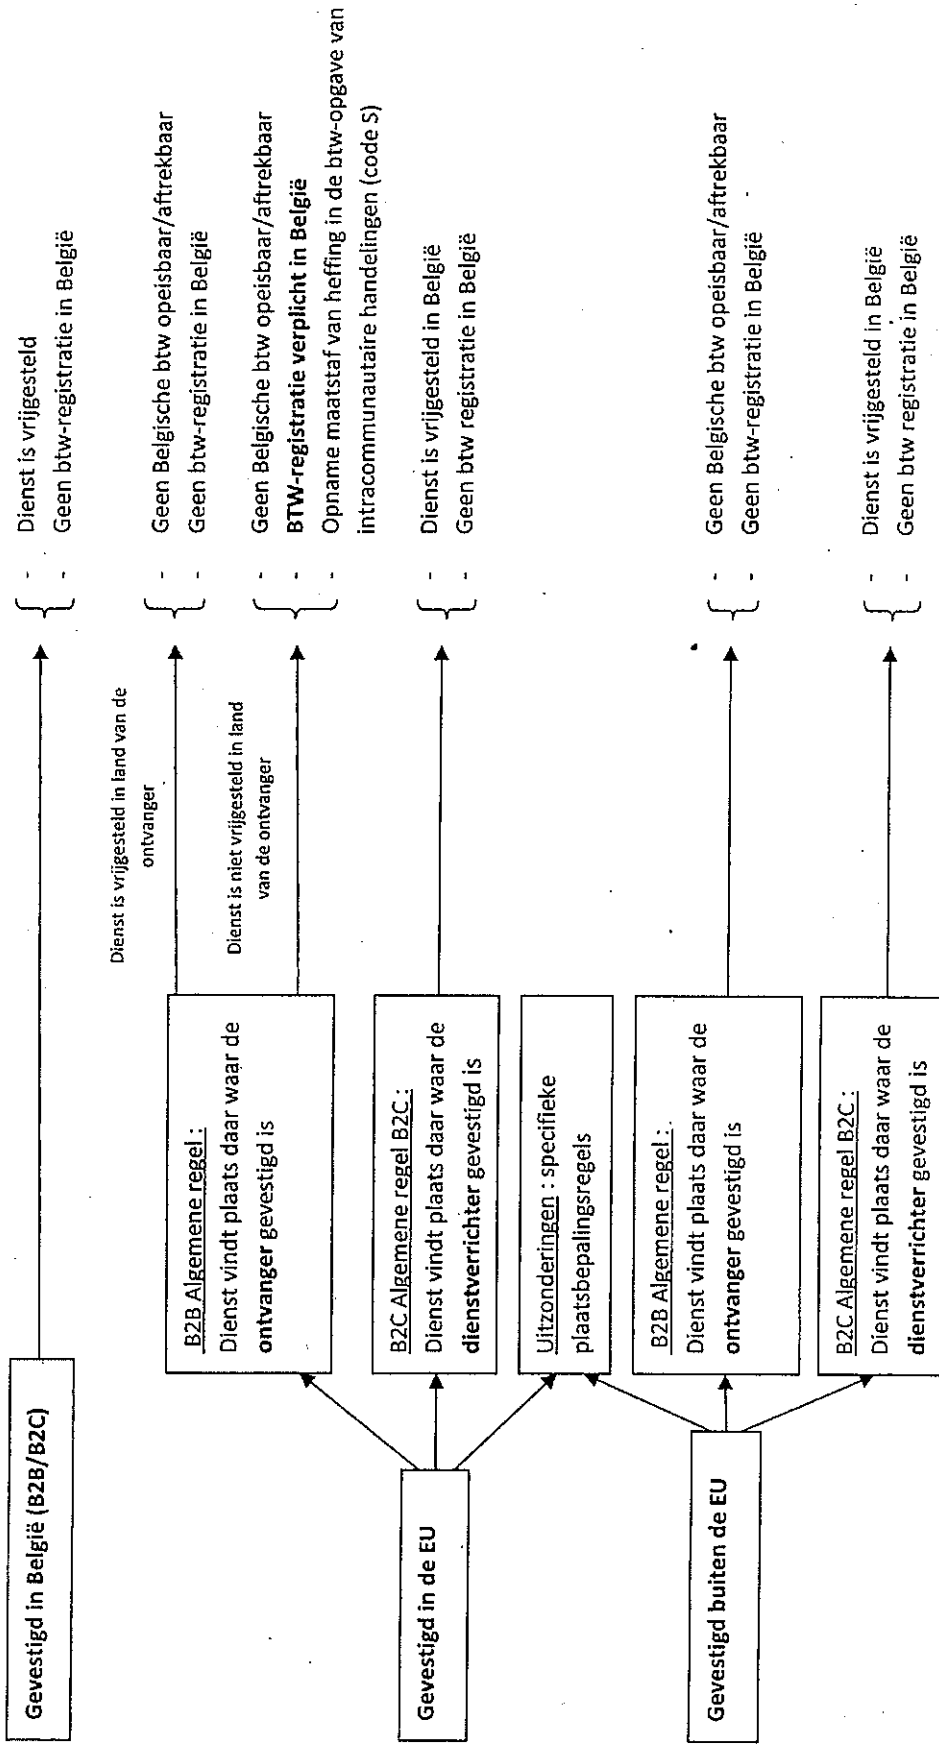 Gevestigd in België (B2B/B2C)
- Dienst is vrijgesteld
- Geen btw-registratie in België
Gevestigd in de EU
B2B Algemene regel :
Dienst vindt plaats daar waar de
ontvanger gevestigd is
Dienst is vrijgesteld in land van de
ontvanger
- Geen Belgische btw opeisbaar/aftrekbaar
- Geen btw-registratie in België
Dienst is niet vrijgesteld in land
van de ontvanger
- Geen Belgische btw opeisbaar/aftrekbaar
- BTW-registratie verplicht in België
- Opname maatstaf van heffing in de btw-opgave van
intracommunautaire handelingen (code S)
B2C Algemene regel B2C :
Dienst vindt plaats daar waar de
dienstverrichter gevestigd is
- Dienst is vrijgesteld in België
- Geen btw registratie in België
Uitzonderingen : specifieke
plaatsbepalingsregels
Gevestigd buiten de EU
B2B Algemene regel :
Dienst vindt plaats daar waar de
ontvanger gevestigd is
- Geen Belgische btw opeisbaar/aftrekbaar
- Geen btw-registratie in België
B2C Algemene regel B2C :
Dienst vindt plaats daar waar de
dienstverrichter gevestigd is
- Dienst is vrijgesteld in België
- Geen btw registratie in België